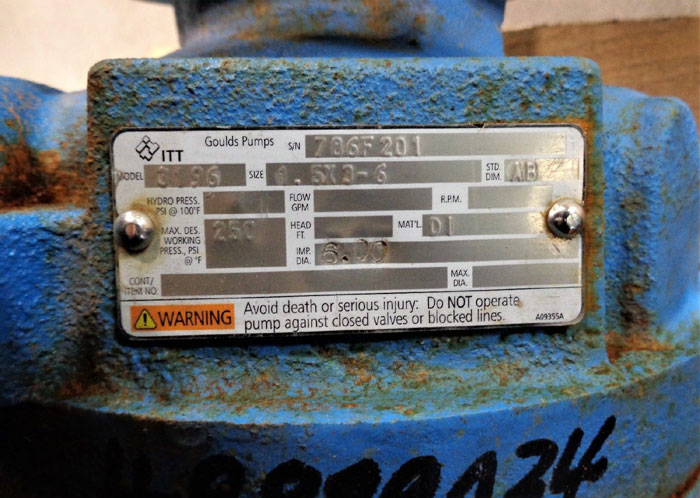 ITT Goulds Pumps S/N 786F201
MODEL 3196 SIZE 1.5X3-6 STD. DIM. AB
HYDRO PRESS. PSI @ 100°F FLOW GPM R.P.M.
MAX. DES. WORKING PRESS., PSI @ °F 250 HEAD FT. MAT'L. DI
IMP. DIA. 6.00
CONT/ ITEM NO. MAX. DIA.
WARNING Avoid death or serious injury: Do NOT operate
pump against closed valves or blocked lines. A09355A